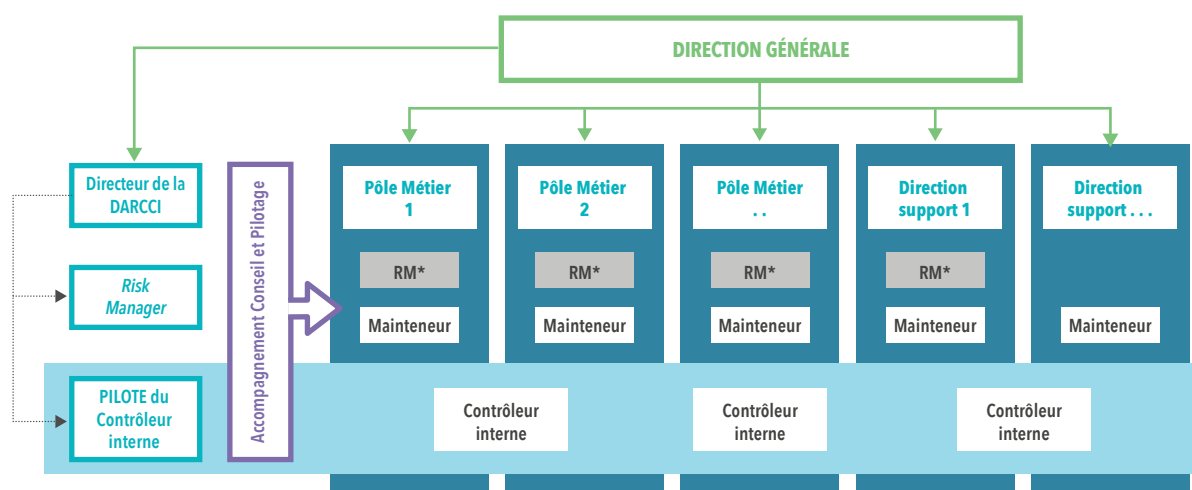 DIRECTION GÉNÉRALE
Directeur de la
DARCCI
Risk
Manager
PILOTE du
Contrôleur
interne
Accompagnement Conseil et Pilotage
Pôle Métier
1
Pôle Métier
2
Pôle Métier
. .
Direction
support 1
Direction
support . . .
RM*
RM*
RM*
RM*
Mainteneur
Mainteneur
Mainteneur
Mainteneur
Mainteneur
Contrôleur
interne
Contrôleur
interne
Contrôleur
interne